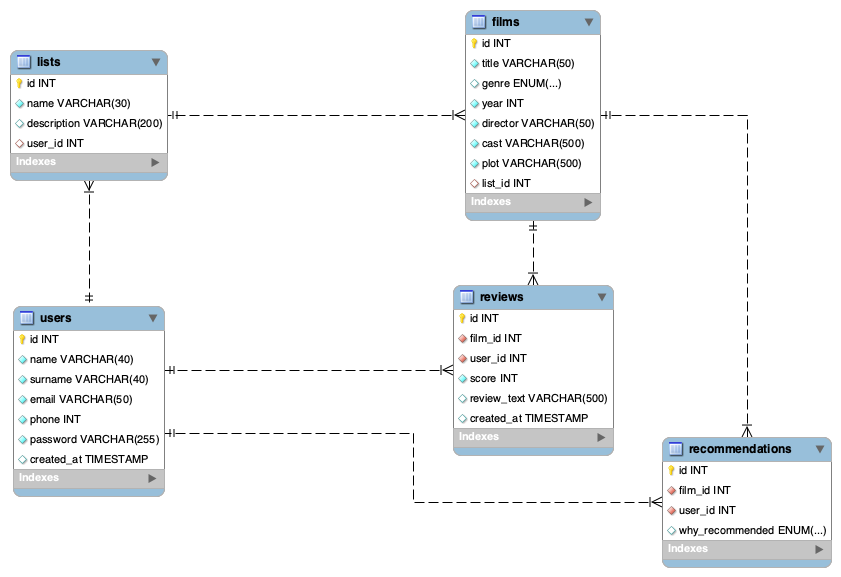 lists
id INT
name VARCHAR(30)
description VARCHAR(200)
user_id INT
Indexes
films
id INT
title VARCHAR(50)
genre ENUM(...)
year INT
director VARCHAR(50)
cast VARCHAR(500)
plot VARCHAR(500)
list_id INT
Indexes
users
id INT
name VARCHAR(40)
surname VARCHAR(40)
email VARCHAR(50)
phone INT
password VARCHAR(255)
created_at TIMESTAMP
Indexes
reviews
id INT
film_id INT
user_id INT
score INT
review_text VARCHAR(500)
created_at TIMESTAMP
Indexes
recommendations
id INT
film_id INT
user_id INT
why_recommended ENUM(...)
Indexes